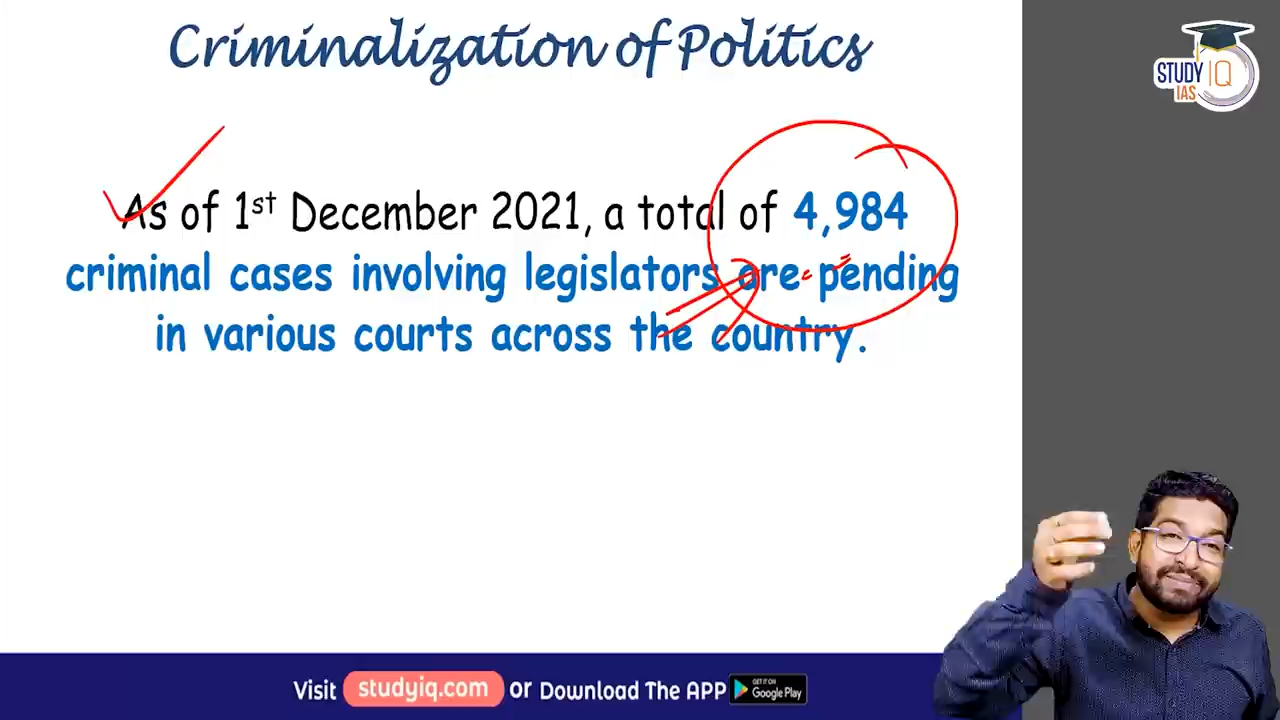 Criminalization of Politics
STUDY IQ
IAS
As of 1st December 2021, a total of 4,984
criminal cases involving legislators are pending
in various courts across the country.
Visit studyiq.com or Download The APP GET IT ON Google Play